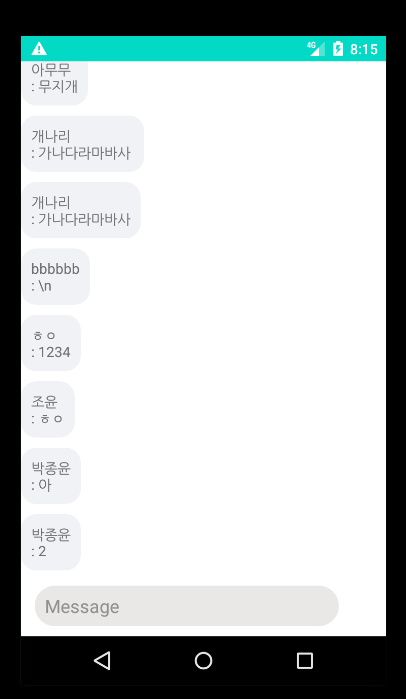 4G 8:15
아무무
: 무지개
개나리
: 가나다라마바사
개나리
: 가나다라마바사
bbbbbb
: \n
ㅎㅇ
: 1234
조윤
: ㅎㅇ
박종윤
: 아
박종윤
: 2
Message